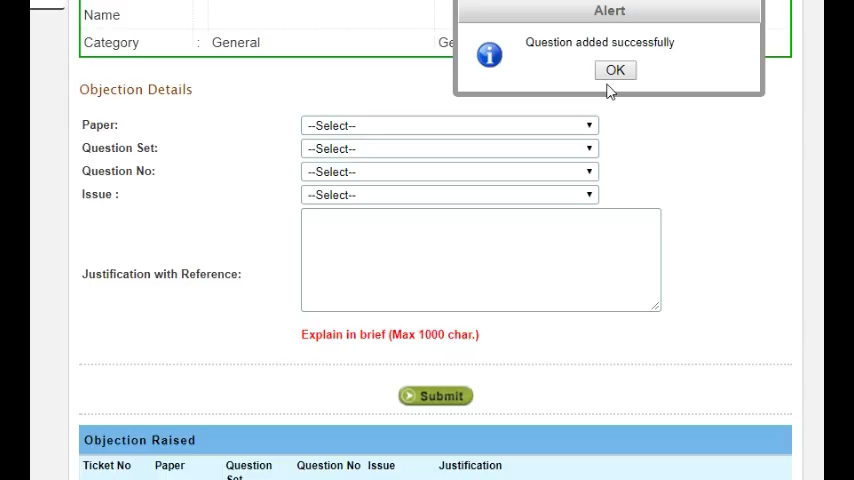 Alert
Name
Question added successfully
Category : General Ge
OK
Objection Details
Paper: --Select--
Question Set: --Select--
Question No: --Select--
Issue : --Select--
Justification with Reference:
Explain in brief (Max 1000 char.)
Submit
Objection Raised
Ticket No Paper Question Set Question No Issue Justification